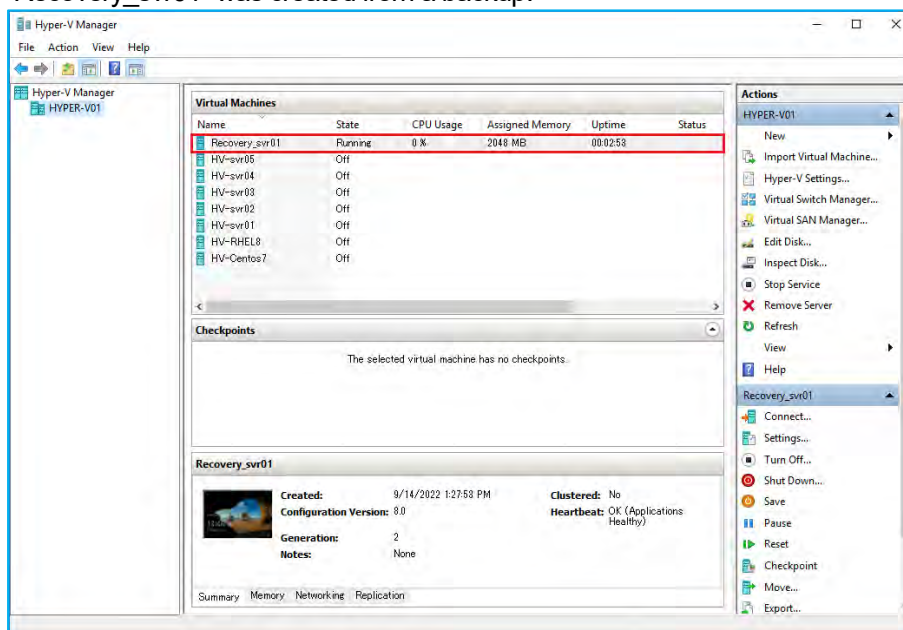 Recovery_svr01 was created from a backup.
Hyper-V Manager
File Action View Help
Hyper-V Manager
HYPER-V01
Virtual Machines
Name State CPU Usage Assigned Memory Uptime Status
Recovery_svr01 Running 0 % 2048 MB 00:02:53
HV-svr05 Off
HV-svr04 Off
HV-svr03 Off
HV-svr02 Off
HV-svr01 Off
HV-RHEL8 Off
HV-Centos7 Off
Checkpoints
The selected virtual machine has no checkpoints.
Recovery_svr01
Created: 9/14/2022 1:27:53 PM Clustered: No
Configuration Version: 8.0 Heartbeat: OK (Applications
Healthy)
Generation: 2
Notes: None
Summary Memory Networking Replication
Actions
HYPER-V01
New
Import Virtual Machine...
Hyper-V Settings...
Virtual Switch Manager...
Virtual SAN Manager...
Edit Disk...
Inspect Disk...
Stop Service
Remove Server
Refresh
View
Help
Recovery_svr01
Connect...
Settings...
Turn Off...
Shut Down...
Save
Pause
Reset
Checkpoint
Move...
Export...